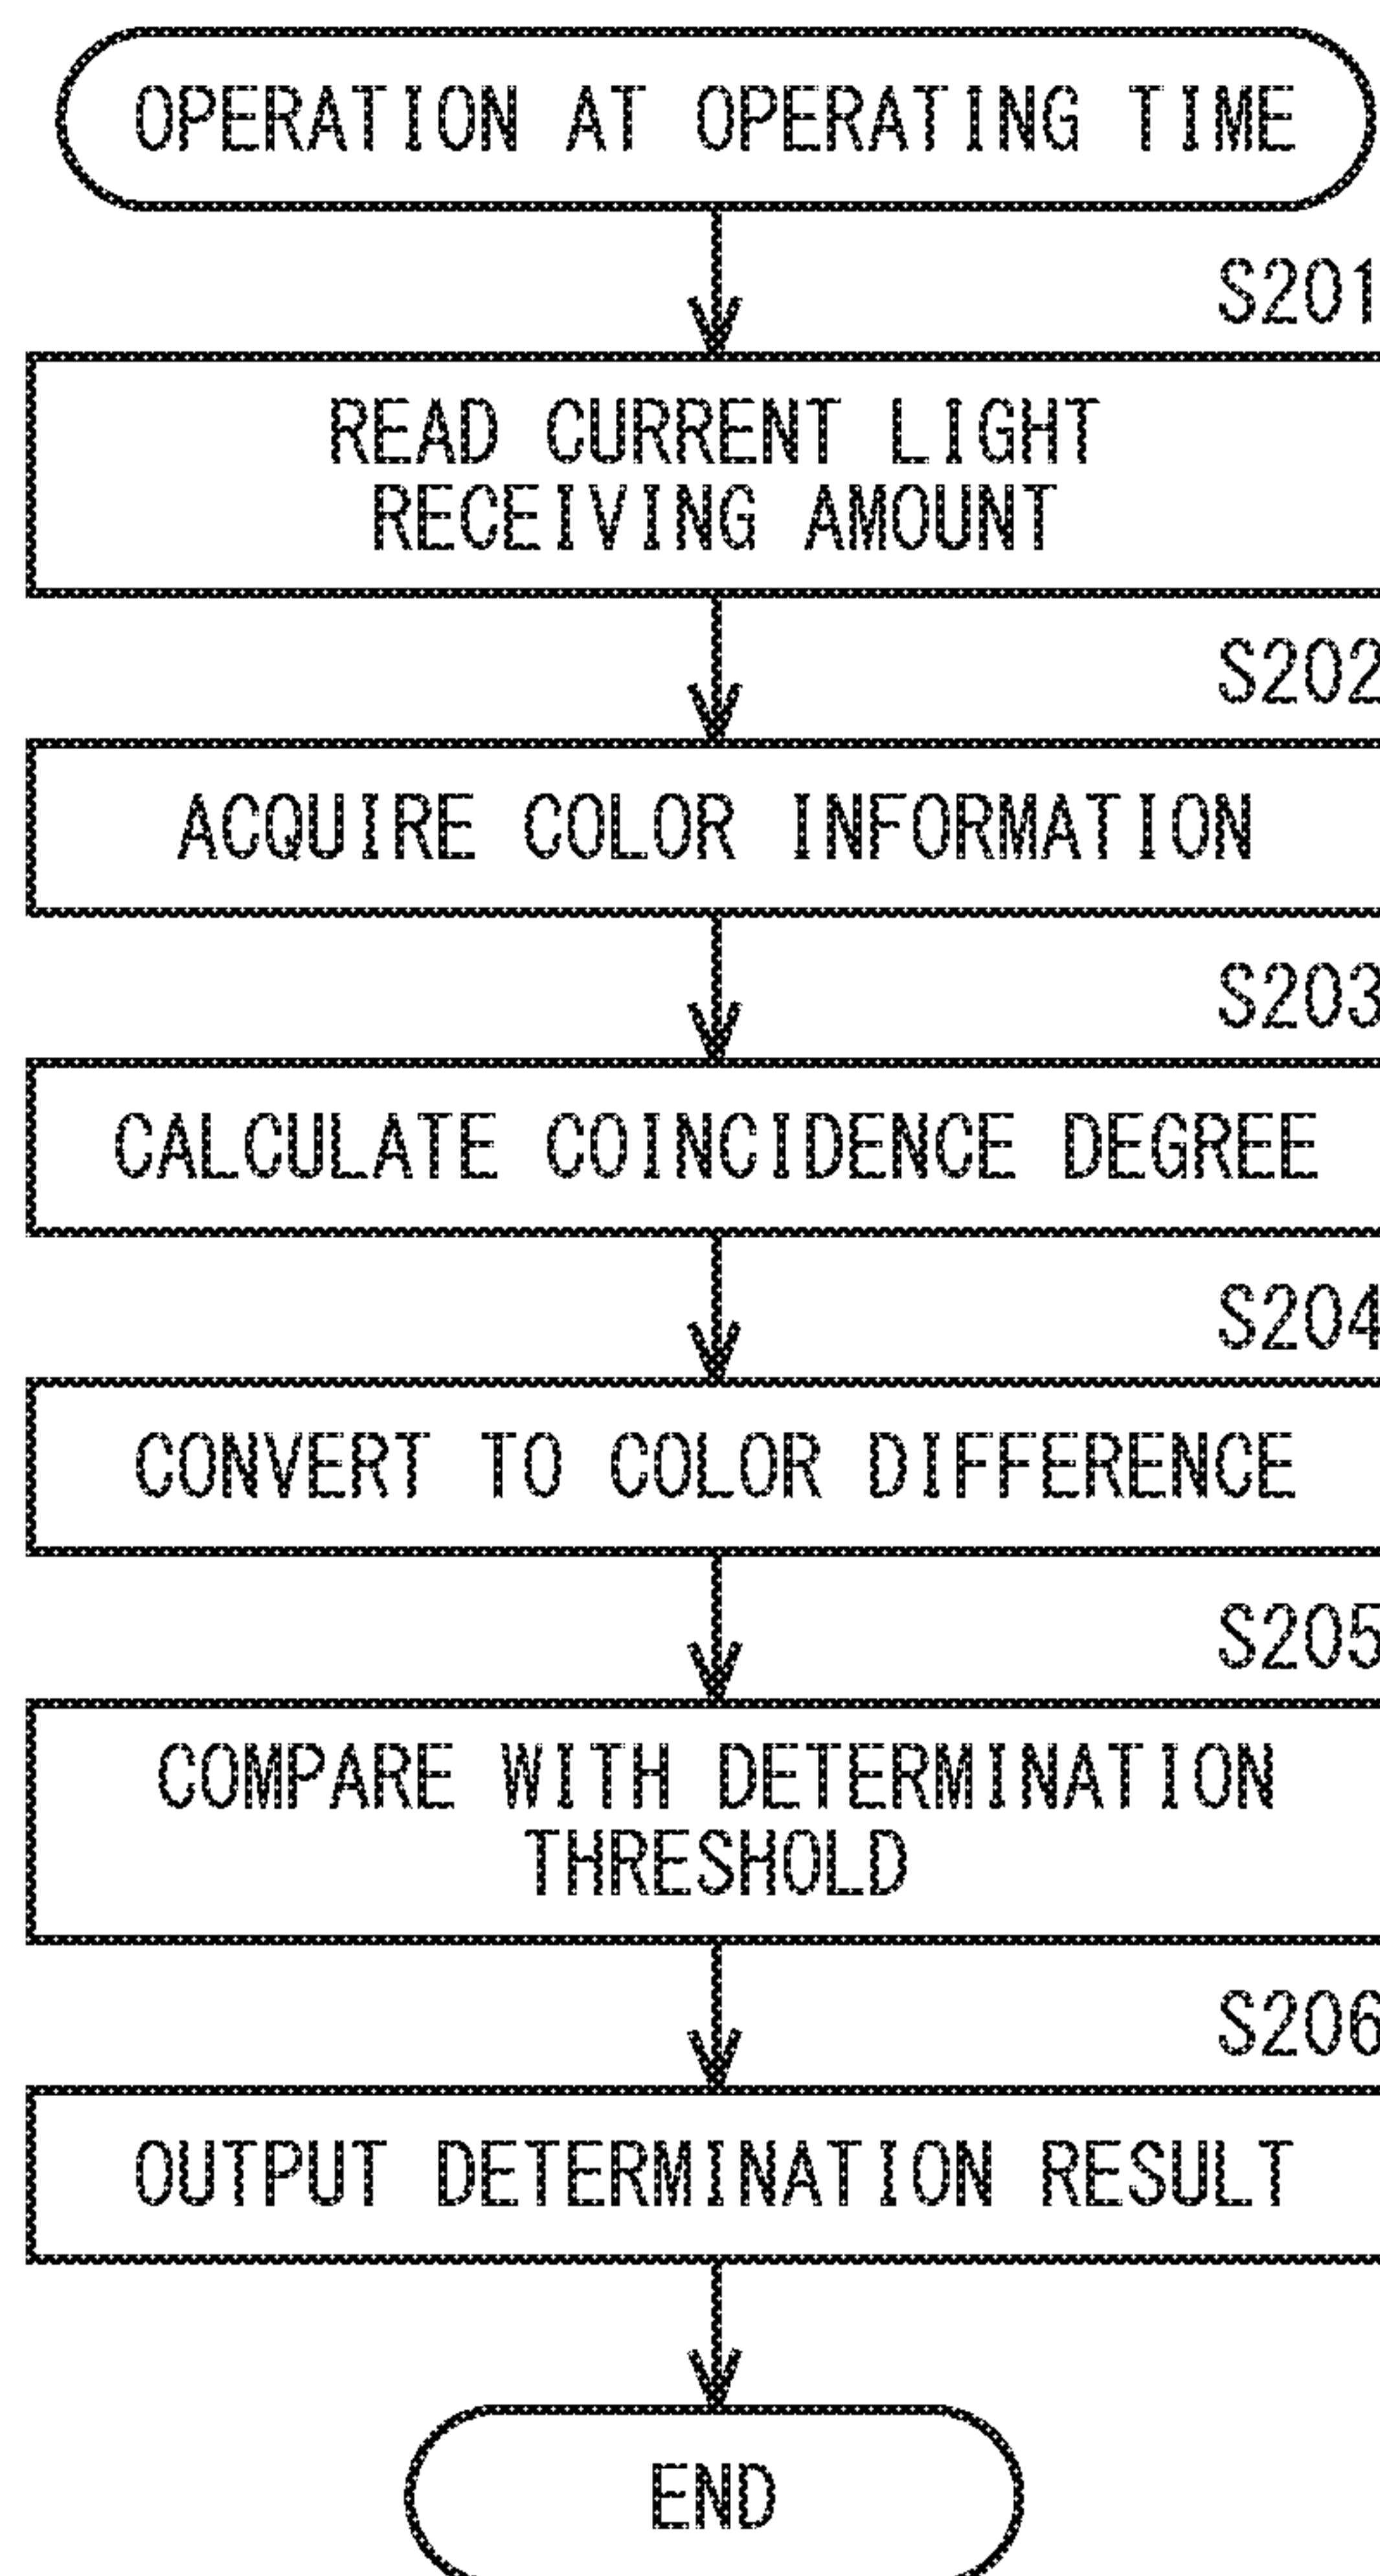 OPERATION AT OPERATING TIME
S201
READ CURRENT LIGHT
RECEIVING AMOUNT
S202
ACQUIRE COLOR INFORMATION
S203
CALCULATE COINCIDENCE DEGREE
S204
CONVERT TO COLOR DIFFERENCE
S205
COMPARE WITH DETERMINATION
THRESHOLD
S206
OUTPUT DETERMINATION RESULT
END